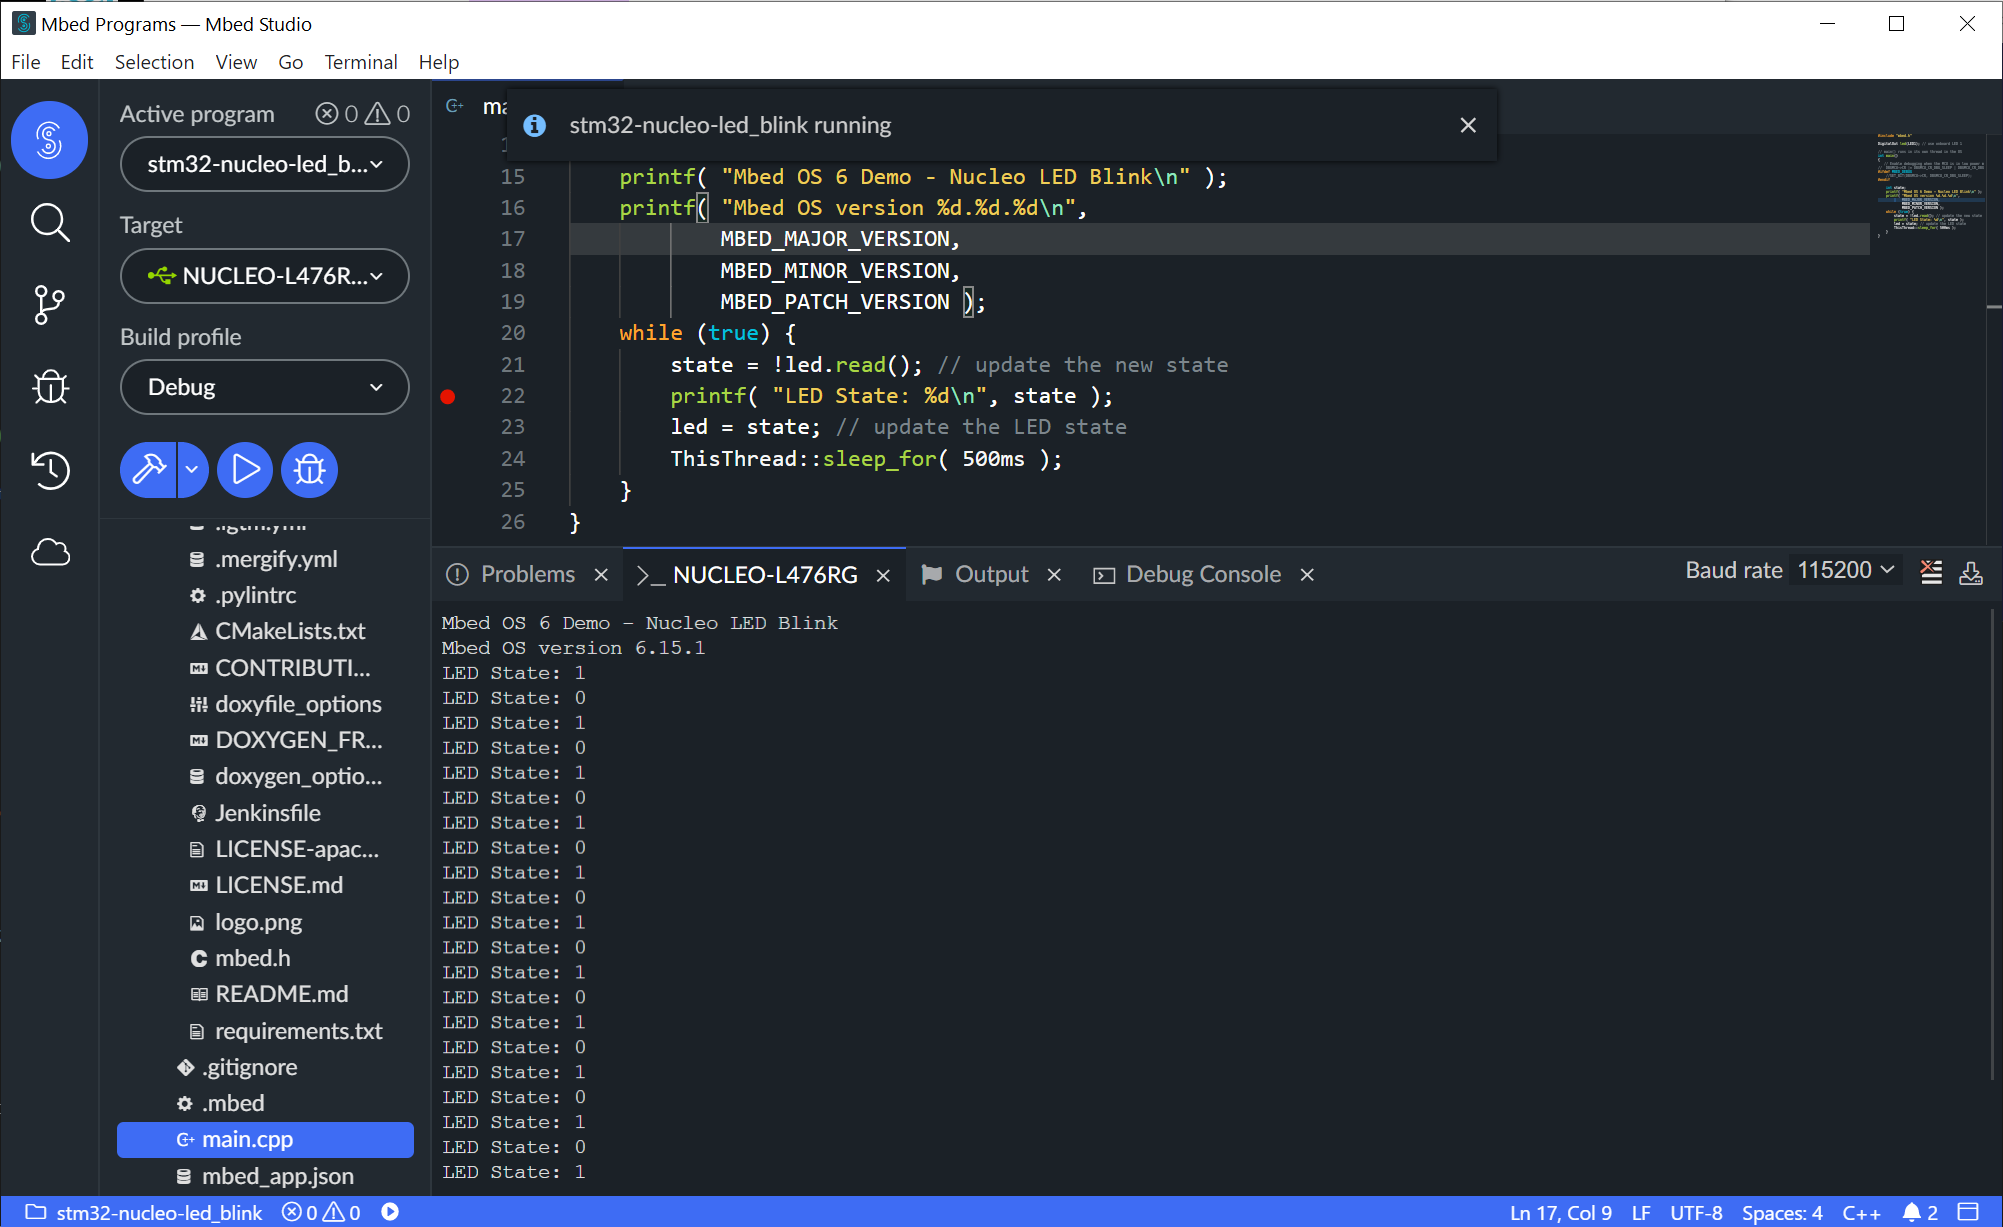 Mbed Programs — Mbed Studio
File Edit Selection View Go Terminal Help
Active program 0 0
stm32-nucleo-led_b...
Target
NUCLEO-L476R...
Build profile
Debug
.mergify.yml
.pylintrc
CMakeLists.txt
CONTRIBUTI...
doxyfile_options
DOXYGEN_FR...
doxygen_optio...
Jenkinsfile
LICENSE-apac...
LICENSE.md
logo.png
mbed.h
README.md
requirements.txt
.gitignore
.mbed
main.cpp
mbed_app.json
stm32-nucleo-led_blink running
15 printf( "Mbed OS 6 Demo - Nucleo LED Blink\n" );
16 printf( "Mbed OS version %d.%d.%d\n",
17 MBED_MAJOR_VERSION,
18 MBED_MINOR_VERSION,
19 MBED_PATCH_VERSION );
20 while (true) {
21 state = !led.read(); // update the new state
22 printf( "LED State: %d\n", state );
23 led = state; // update the LED state
24 ThisThread::sleep_for( 500ms );
25 }
26 }
Problems NUCLEO-L476RG Output Debug Console Baud rate 115200
Mbed OS 6 Demo - Nucleo LED Blink
Mbed OS version 6.15.1
LED State: 1
LED State: 0
LED State: 1
LED State: 0
LED State: 1
LED State: 0
LED State: 1
LED State: 0
LED State: 1
LED State: 0
LED State: 1
LED State: 0
LED State: 1
LED State: 0
LED State: 1
LED State: 0
LED State: 1
LED State: 0
LED State: 1
LED State: 0
LED State: 1
stm32-nucleo-led_blink 0 0 Ln 17, Col 9 LF UTF-8 Spaces: 4 C++ 2